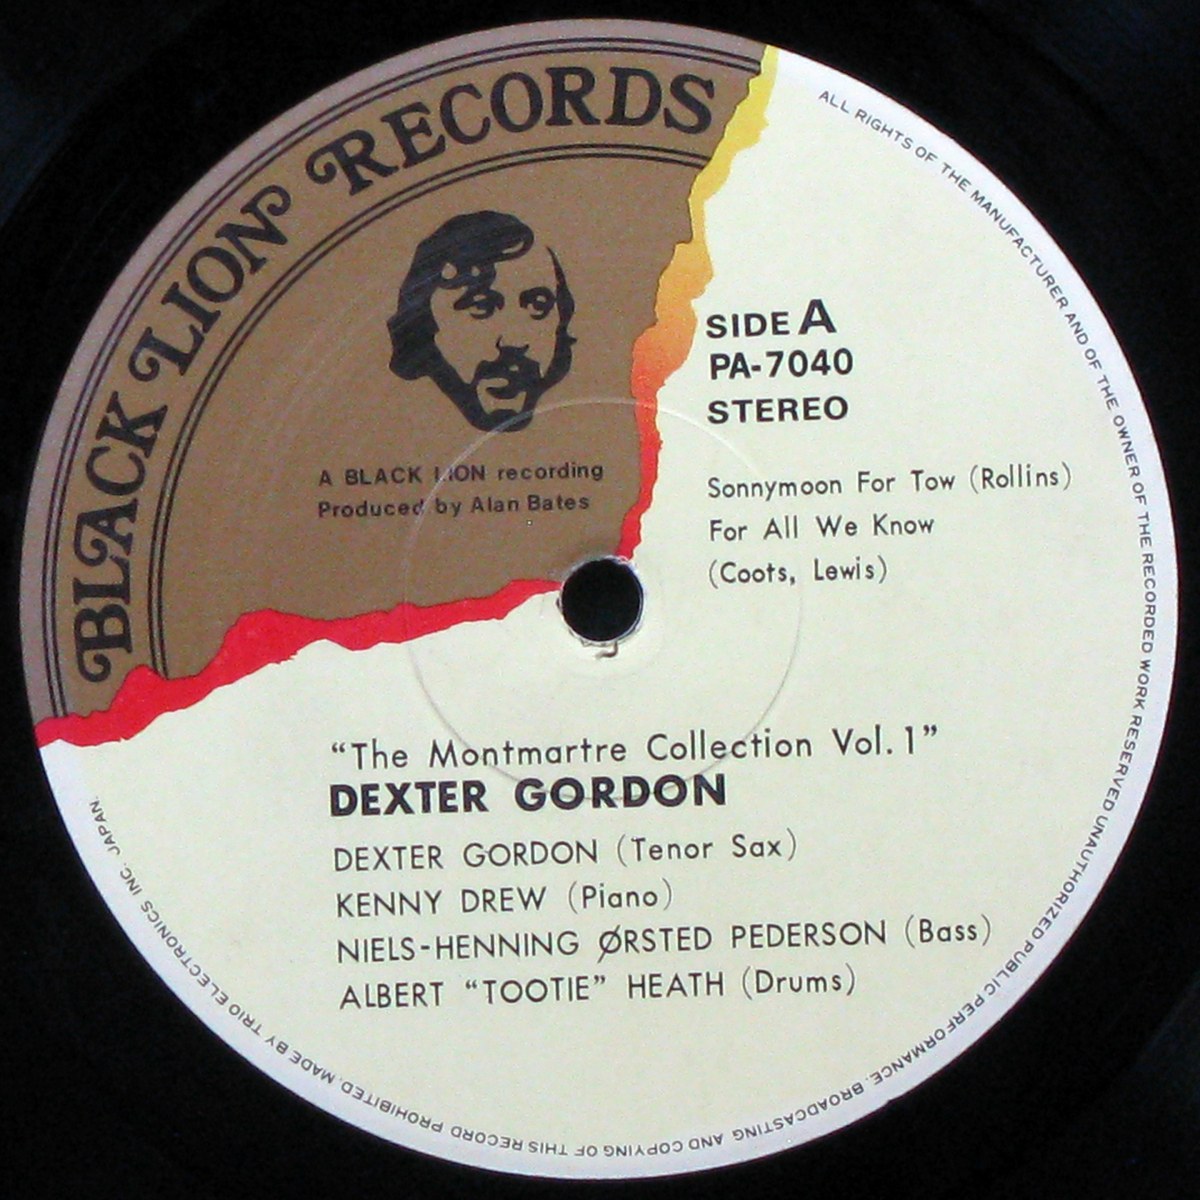 BLACK LION RECORDS
A BLACK LION recording
Produced by Alan Bates
SIDE A
PA-7040
STEREO
Sonnymoon For Tow (Rollins)
For All We Know
(Coots, Lewis)
“The Montmartre Collection Vol. 1”
DEXTER GORDON
DEXTER GORDON (Tenor Sax)
KENNY DREW (Piano)
NIELS-HENNING ØRSTED PEDERSON (Bass)
ALBERT “TOOTIE” HEATH (Drums)
ALL RIGHTS OF THE MANUFACTURER AND OF THE OWNER OF THE RECORDED WORK RESERVED UNAUTHORIZED PUBLIC PERFORMANCE. BROADCASTING AND COPYING OF THIS RECORD PROHIBITED. MADE BY TRIO ELECTRONICS INC. JAPAN.